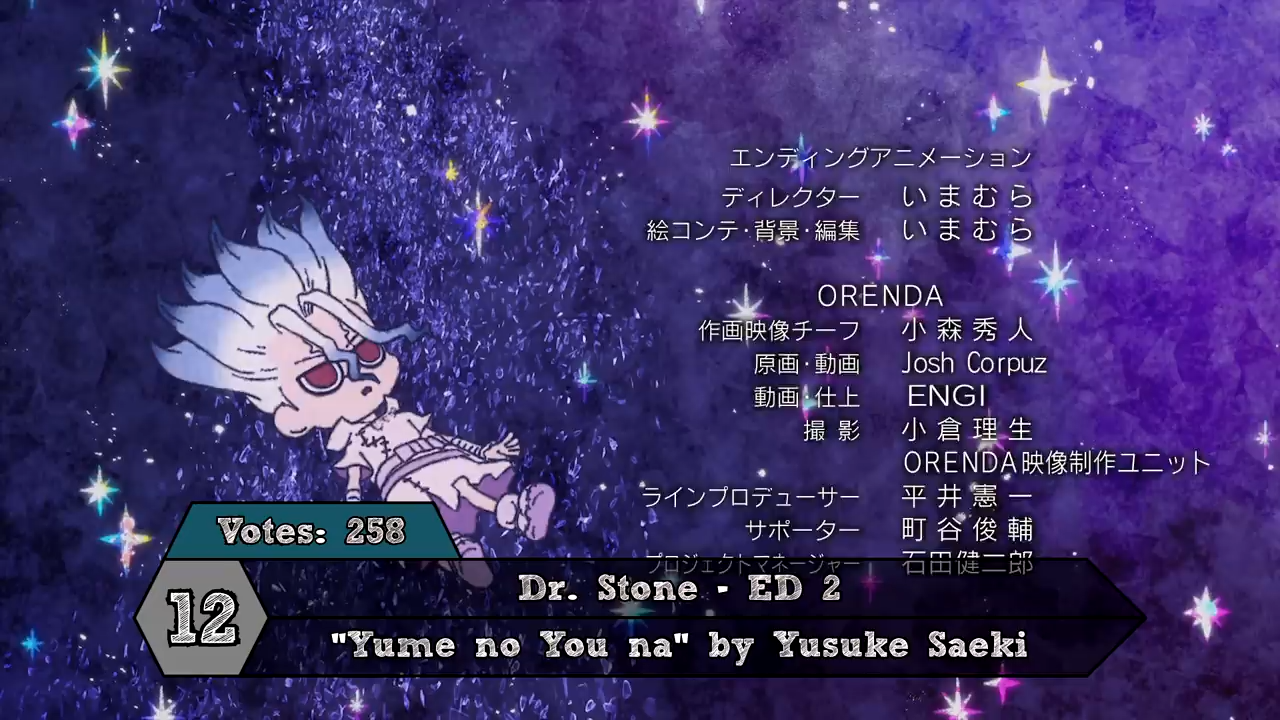 エンディングアニメーション
ディレクター いまむら
絵コンテ・背景・編集 いまむら
ORENDA
作画映像チーフ 小森秀人
原画・動画 Josh Corpuz
動画・仕上 ENGI
撮影 小倉理生
ORENDA映像制作ユニット
ラインプロデューサー 平井憲一
サポーター 町谷俊輔
プロジェクトマネージャー 石田健二郎
Votes: 258
12
Dr. Stone - ED 2
"Yume no You na" by Yusuke Saeki